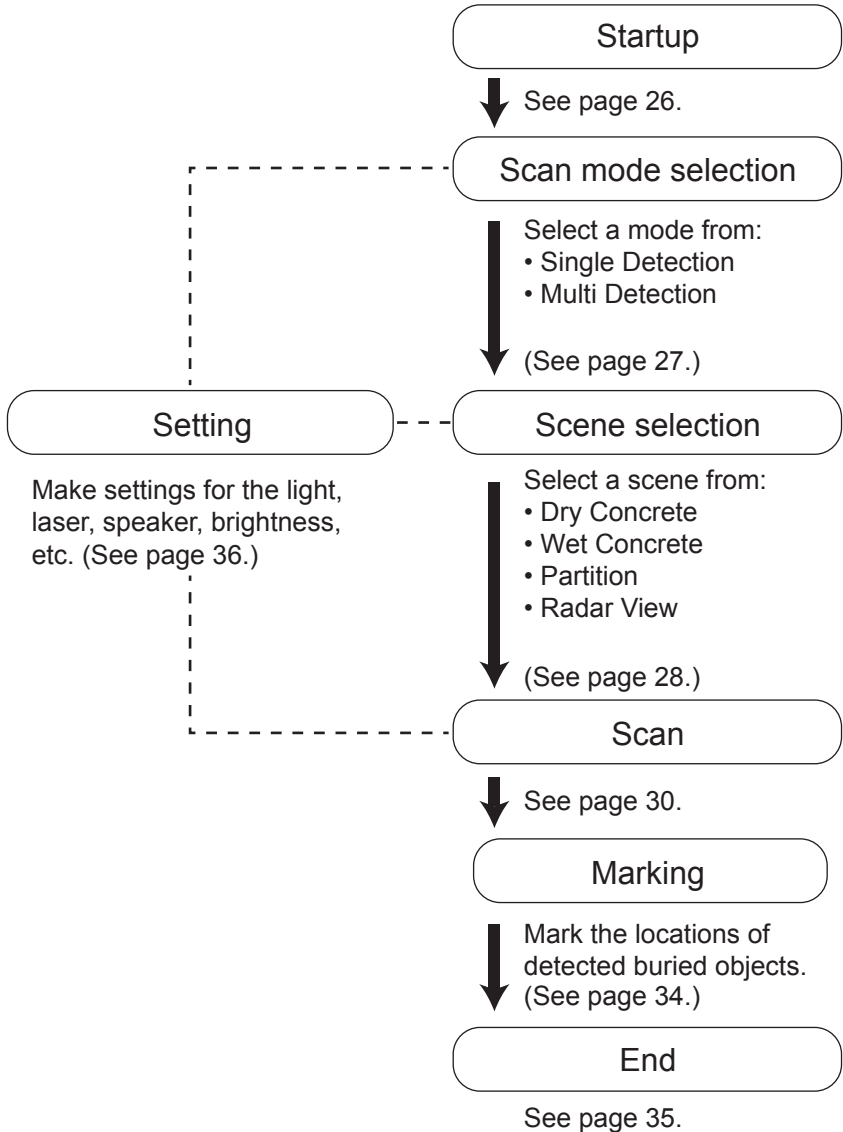 Startup
See page 26.
Scan mode selection
Select a mode from:
• Single Detection
• Multi Detection
(See page 27.)
Setting
Make settings for the light,
laser, speaker, brightness,
etc. (See page 36.)
Scene selection
Select a scene from:
• Dry Concrete
• Wet Concrete
• Partition
• Radar View
(See page 28.)
Scan
See page 30.
Marking
Mark the locations of
detected buried objects.
(See page 34.)
End
See page 35.